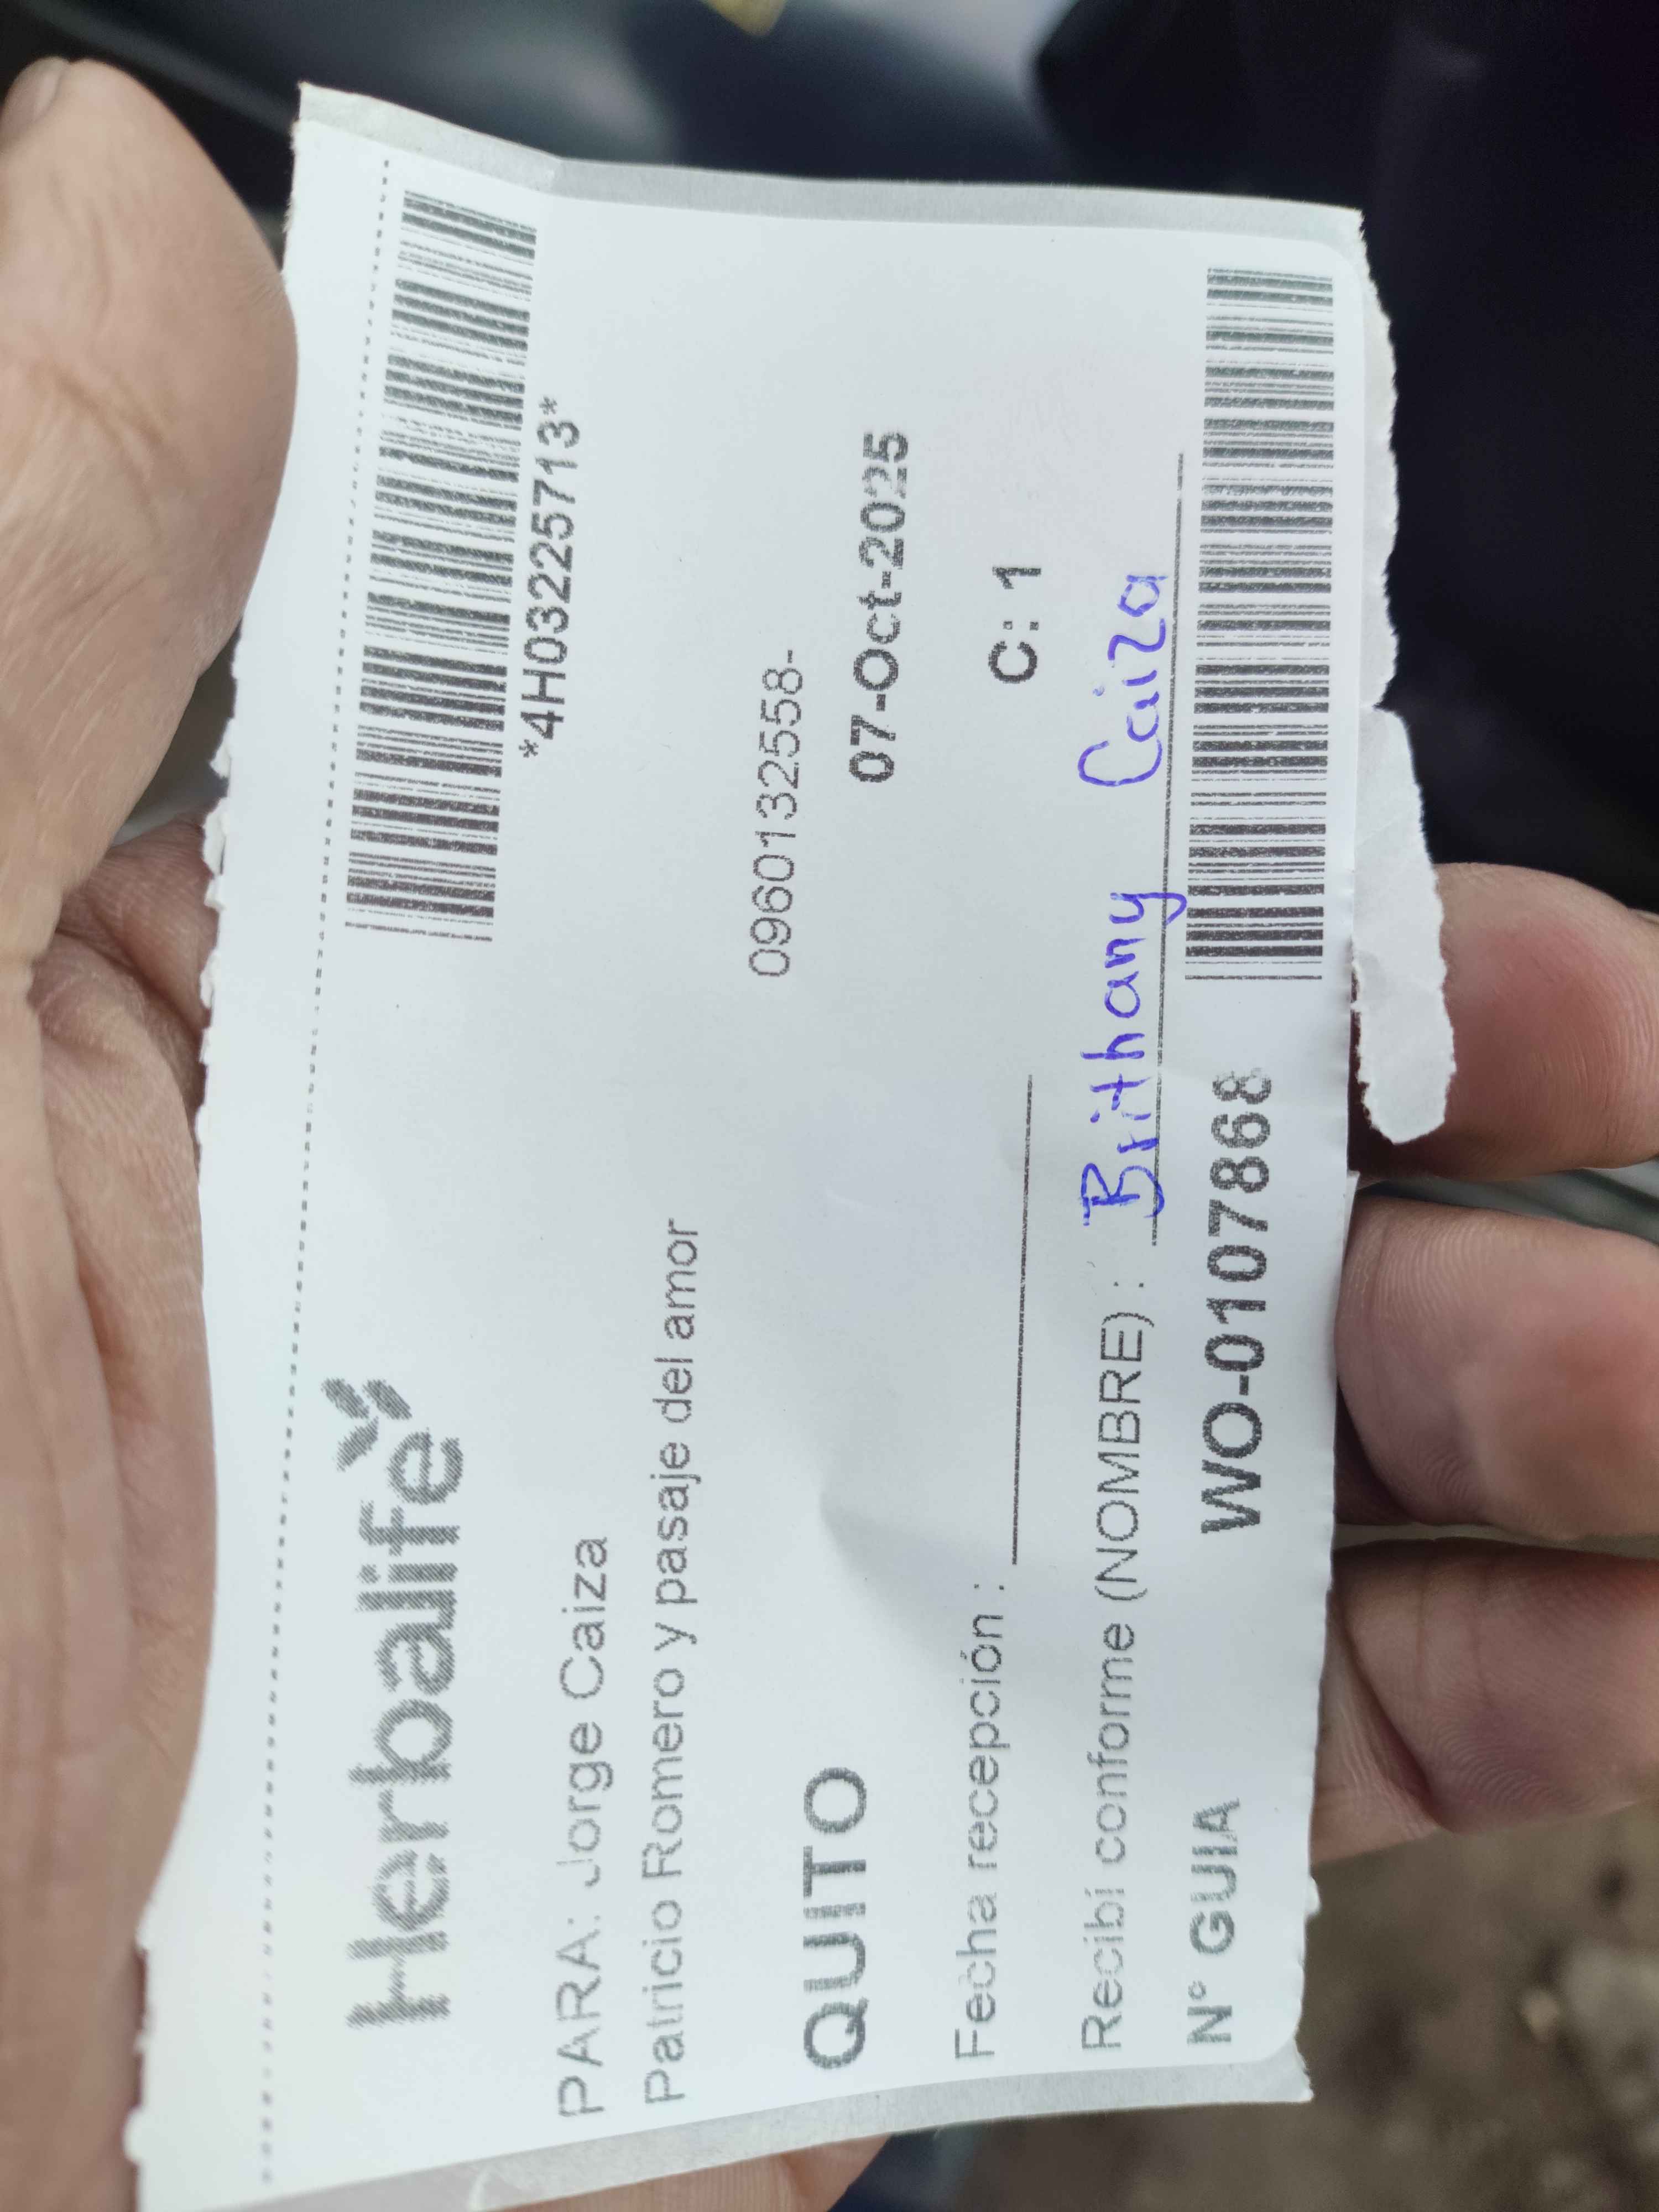 *4H03225713*
Herbalife
PARA: Jorge Caiza
Patricio Romero y pasaje del amor
0960132558-
QUITO
07-Oct-2025
Fecha recepción :
C: 1
Recibí conforme (NOMBRE) : Brithany Caiza
N° GUIA WO-0107868